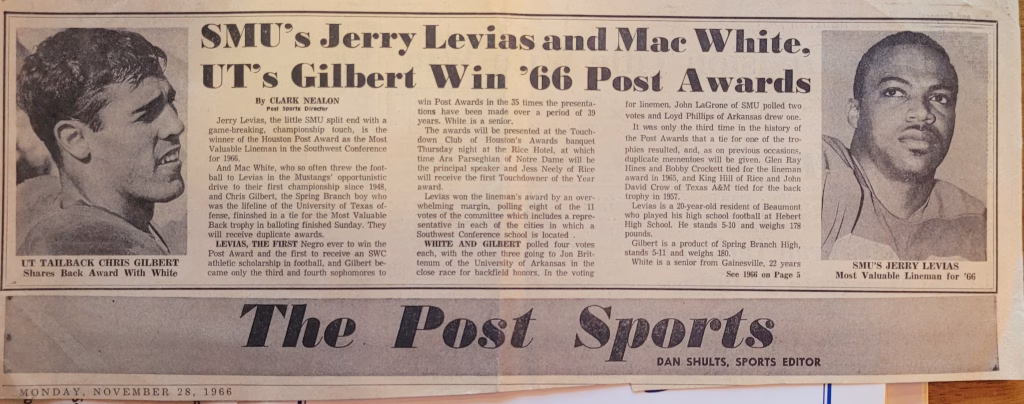 SMU's Jerry Levias and Mac White,
UT's Gilbert Win '66 Post Awards
By CLARK NEALON
Post Sports Director
Jerry Levias, the little SMU split end with a
game-breaking, championship touch, is the
winner of the Houston Post Award as the Most
Valuable Lineman in the Southwest Conference
for 1966.
And Mac White, who so often threw the foot-
ball to Levias in the Mustangs' opportunistic
drive to their first championship since 1948,
and Chris Gilbert, the Spring Branch boy who
was the lifeline of the University of Texas of-
fense, fininshed in a tie for the Most Valuable
Back trophy in balloting finished Sunday. They
will receive duplicate awards.
LEVIAS, THE FIRST Negro ever to win the
Post Award and the first to receive an SWC
athletic scholarship in football, and Gilbert be-
came only the third and fourth sophomores to
win Post Awards in the 35 times the presenta-
tions have been made over a period of 39
years. White is a senior.
The awards will be presented at the Touch-
down Club of Houston's Awards banquet
Thursday night at the Rice Hotel, at which
time Ara Parseghian of Notre Dame will be
the principal speaker and Jess Neely of Rice
will receive the first Touchdowner of the Year
award.
Levias won the lineman's award by an over-
whelming margin, polling eight of the 11
votes of the committee which includes a repre-
sentative in each of the cities in which a
Southwest Conference school is located .
WHITE AND GILBERT polled four votes
each, with the other three going to Jon Brit-
tenum of the University of Arkansas in the
close race for backfield honors. In the voting
for linemen, John LaGrone of SMU polled two
votes and Loyd Phillips of Arkansas drew one.
It was only the third time in the history of
the Post Awards that a tie for one of the tro-
phies resulted, and, as on previous occasions,
duplicate mementoes will be given. Glen Ray
Hines and Bobby Crockett tied for the lineman
award in 1965, and King Hill of Rice and John
David Crow of Texas A&M tied for the back
trophy in 1957.
Levias is a 20-year-old resident of Beaumont
who played his high school football at Hebert
High School. He stands 5-10 and weighs 178
pounds.
Gilbert is a product of Spring Branch High,
stands 5-11 and weighs 180.
White is a senior from Gainesville, 22 years
See 1966 on Page 5
UT TAILBACK CHRIS GILBERT
Shares Back Award With White
SMU'S JERRY LEVIAS
Most Valuable Lineman for '66
The Post Sports
DAN SHULTS, SPORTS EDITOR
MONDAY, NOVEMBER 28, 1966